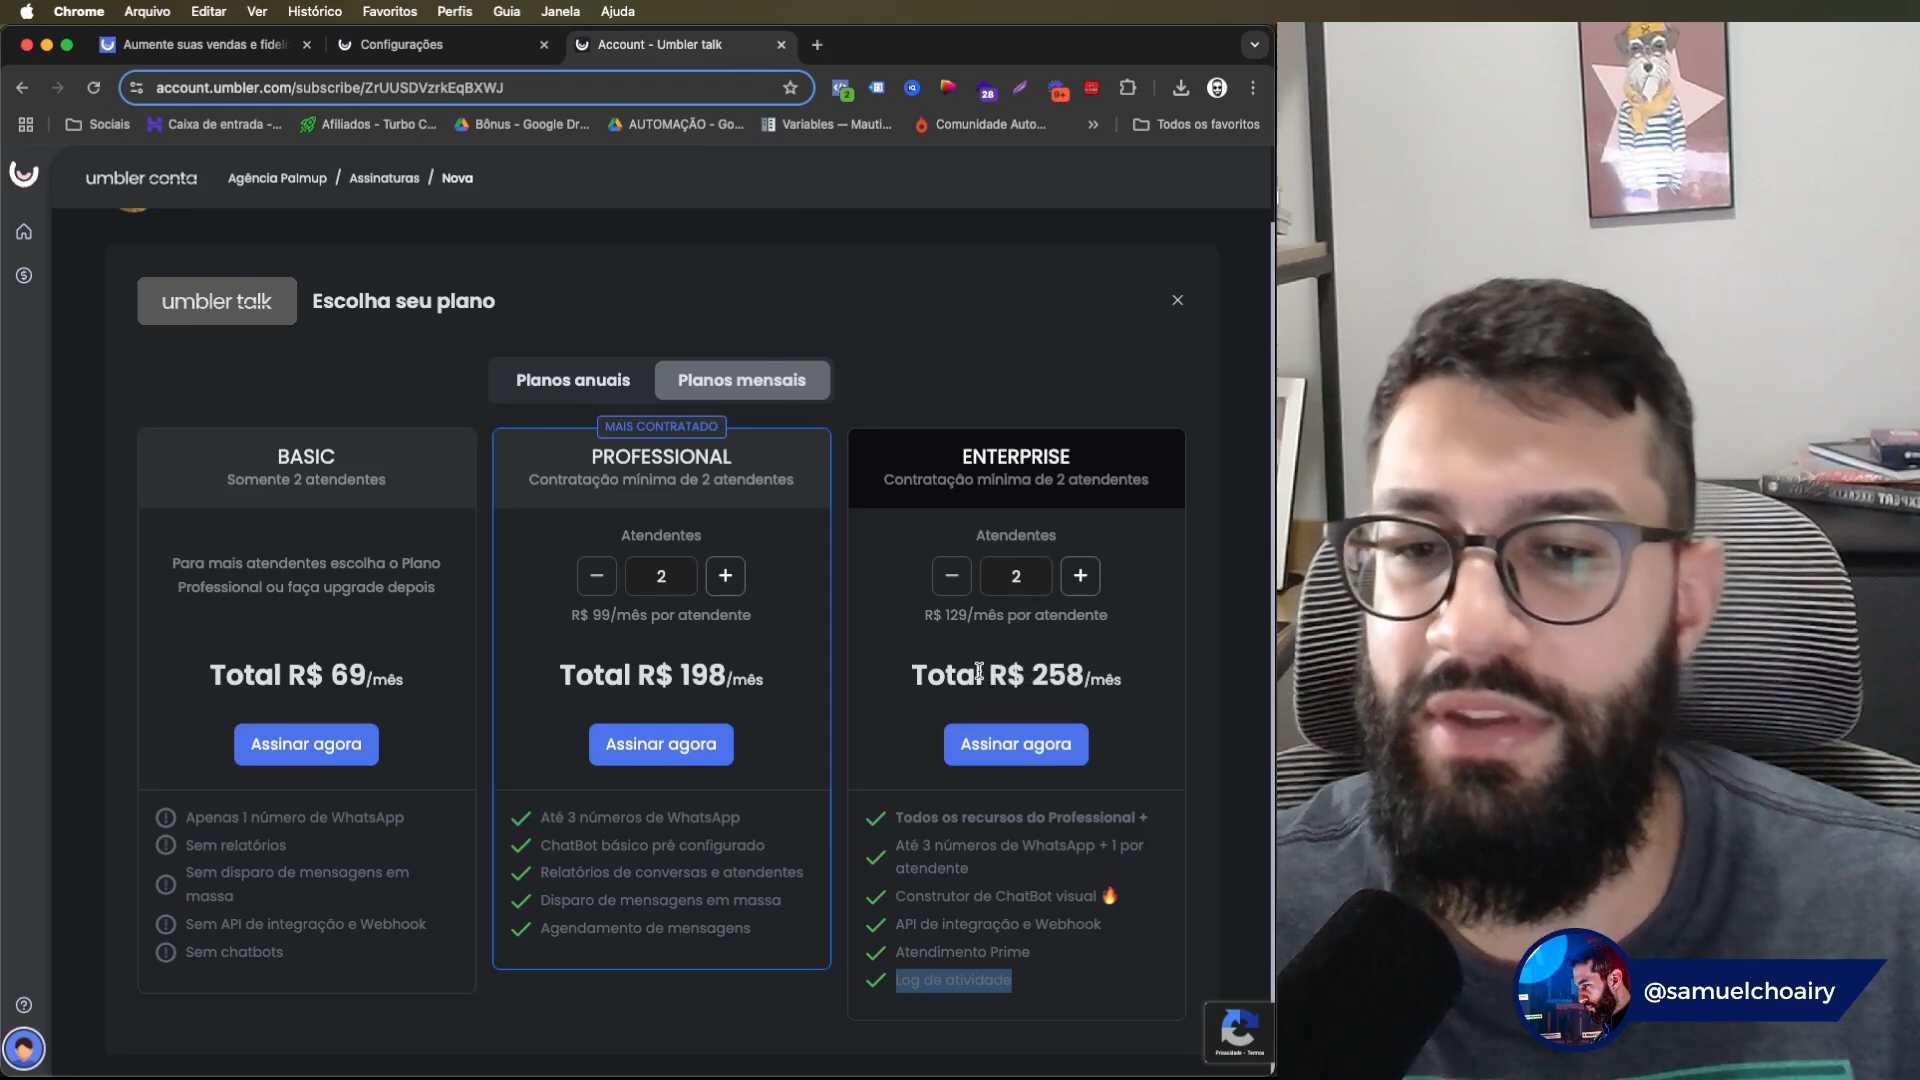 Chrome Arquivo Editar Ver Histórico Favoritos Perfis Guia Janela Ajuda
Aumente suas vendas e fideli
Configurações
Account - Umbler talk
account.umbler.com/subscribe/ZrUUSDVzrkEqBXWJ
2
28
9+
Sociais
Caixa de entrada -...
Afiliados - Turbo C...
Bônus - Google Dr...
AUTOMAÇÃO - Go...
Variables — Mauti...
Comunidade Auto...
Todos os favoritos
umbler conta
Agência Palmup / Assinaturas / Nova
umbler talk
Escolha seu plano
Planos anuais
Planos mensais
BASIC
Somente 2 atendentes
Para mais atendentes escolha o Plano
Professional ou faça upgrade depois
Total R$ 69/mês
Assinar agora
Apenas 1 número de WhatsApp
Sem relatórios
Sem disparo de mensagens em
massa
Sem API de integração e Webhook
Sem chatbots
MAIS CONTRATADO
PROFESSIONAL
Contratação mínima de 2 atendentes
Atendentes
− 2 +
R$ 99/mês por atendente
Total R$ 198/mês
Assinar agora
Até 3 números de WhatsApp
ChatBot básico pré configurado
Relatórios de conversas e atendentes
Disparo de mensagens em massa
Agendamento de mensagens
ENTERPRISE
Contratação mínima de 2 atendentes
Atendentes
− 2 +
R$ 129/mês por atendente
Total R$ 258/mês
Assinar agora
Todos os recursos do Professional +
Até 3 números de WhatsApp + 1 por
atendente
Construtor de ChatBot visual 🔥
API de integração e Webhook
Atendimento Prime
Log de atividade
Privacidade - Termos
@samuelchoairy